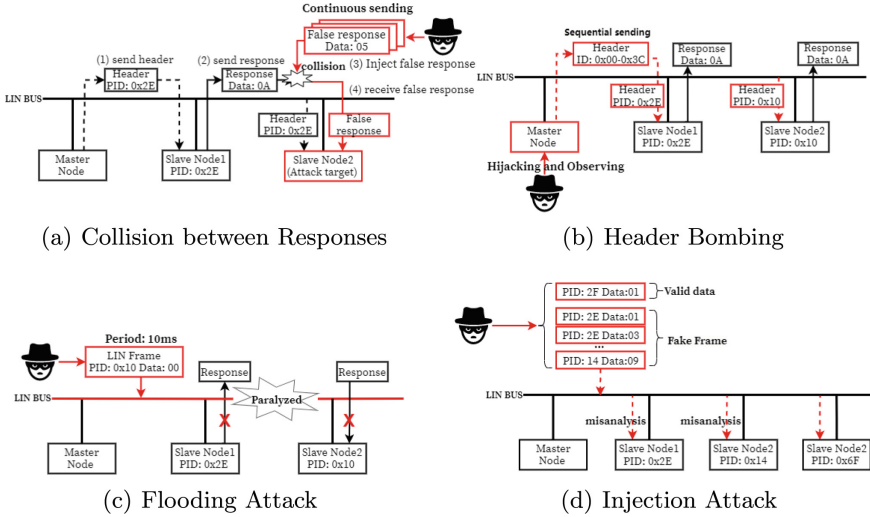 Continuous sending
False response
Data: 05
(1) send header
(2) send response
collision
(3) Inject false response
Header
PID: 0x2E
Response
Data: 0A
(4) receive false response
LIN BUS
Header
PID: 0x2E
False
response
Master
Node
Slave Node1
PID: 0x2E
Slave Node2
(Attack target)
(a) Collision between Responses
Sequential sending
Header
ID: 0x00-0x3C
Response
Data: 0A
Response
Data: 0A
LIN BUS
Header
PID: 0x2E
Header
PID: 0x10
Master
Node
Slave Node1
PID: 0x2E
Slave Node2
PID: 0x10
Hijacking and Observing
(b) Header Bombing
Period: 10ms
LIN Frame
PID: 0x10 Data: 00
Response
Response
LIN BUS
Paralyzed
X
X
Master
Node
Slave Node1
PID: 0x2E
Slave Node2
PID: 0x10
(c) Flooding Attack
PID: 2F Data:01
Valid data
PID: 2E Data:01
PID: 2E Data:03
...
PID: 14 Data:09
Fake Frame
LIN BUS
misanalysis
misanalysis
Master
Node
Slave Node1
PID: 0x2E
Slave Node2
PID: 0x14
Slave Node2
PID: 0x6F
(d) Injection Attack